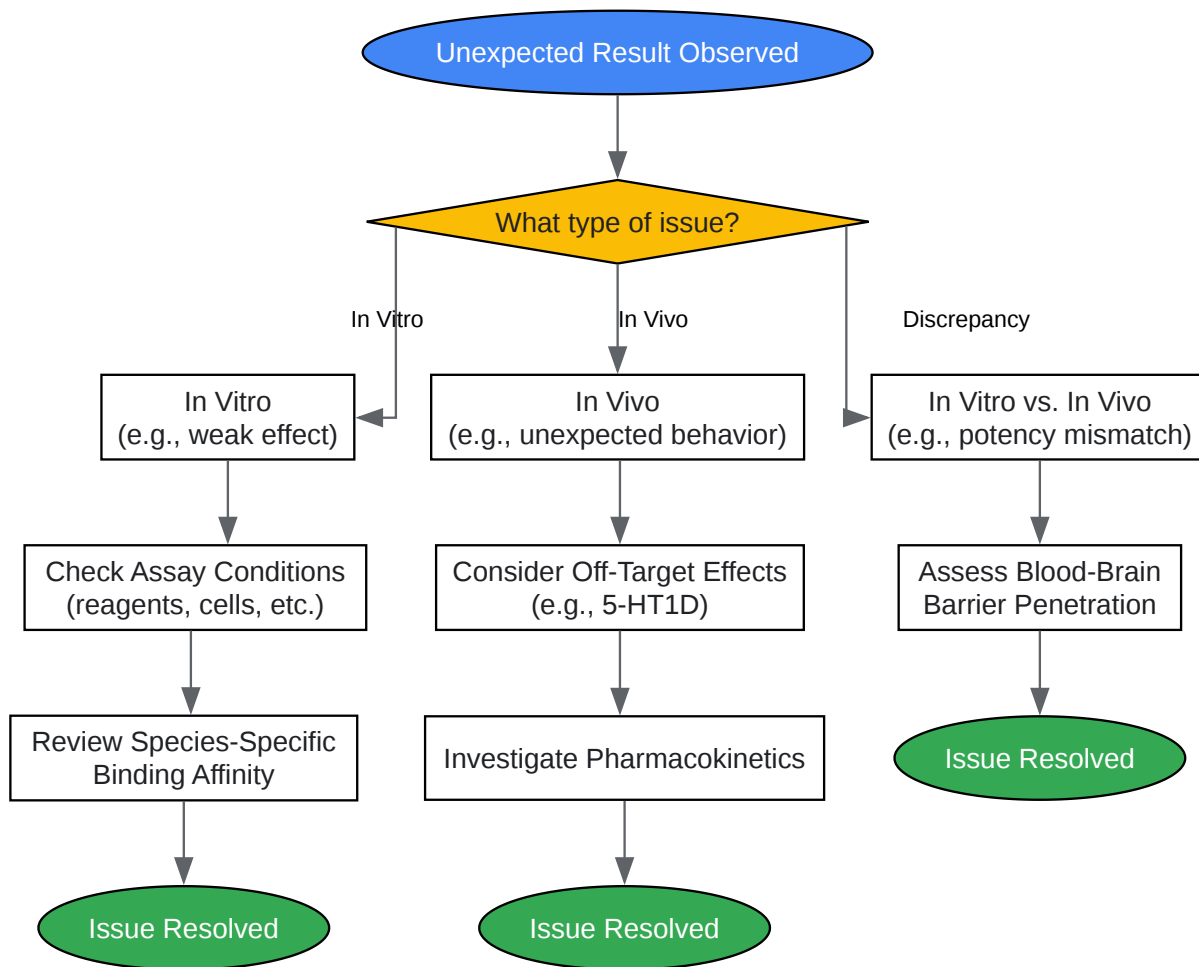 Unexpected Result Observed
What type of issue?
In Vitro
In Vivo
Discrepancy
In Vitro
(e.g., weak effect)
In Vivo
(e.g., unexpected behavior)
In Vitro vs. In Vivo
(e.g., potency mismatch)
Check Assay Conditions
(reagents, cells, etc.)
Consider Off-Target Effects
(e.g., 5-HT1D)
Assess Blood-Brain
Barrier Penetration
Review Species-Specific
Binding Affinity
Investigate Pharmacokinetics
Issue Resolved
Issue Resolved
Issue Resolved